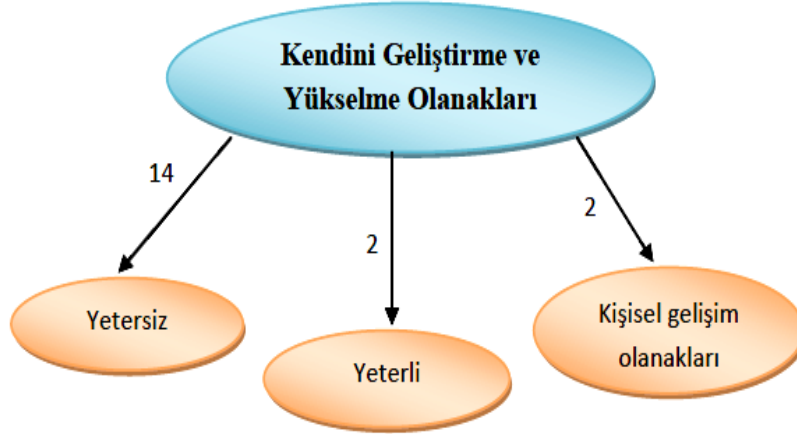 Kendini Geliştirme ve
Yükselme Olanakları
14
2
2
Yetersiz
Yeterli
Kişisel gelişim
olanakları